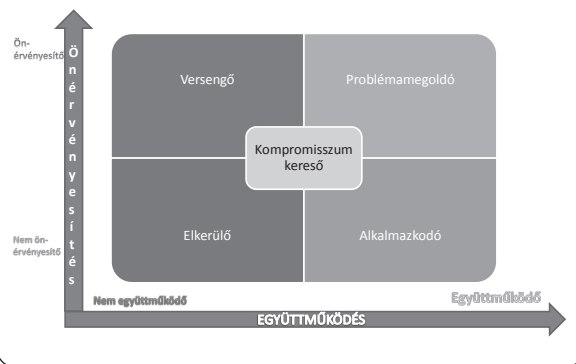 Ön-
érvényesítő
Önérvényesítés
Versengő
Problémamegoldó
Kompromisszum
kereső
Elkerülő
Alkalmazkodó
Nem ön-
érvényesítő
Nem együttműködő
Együttműködő
EGYÜTTMŰKÖDÉS